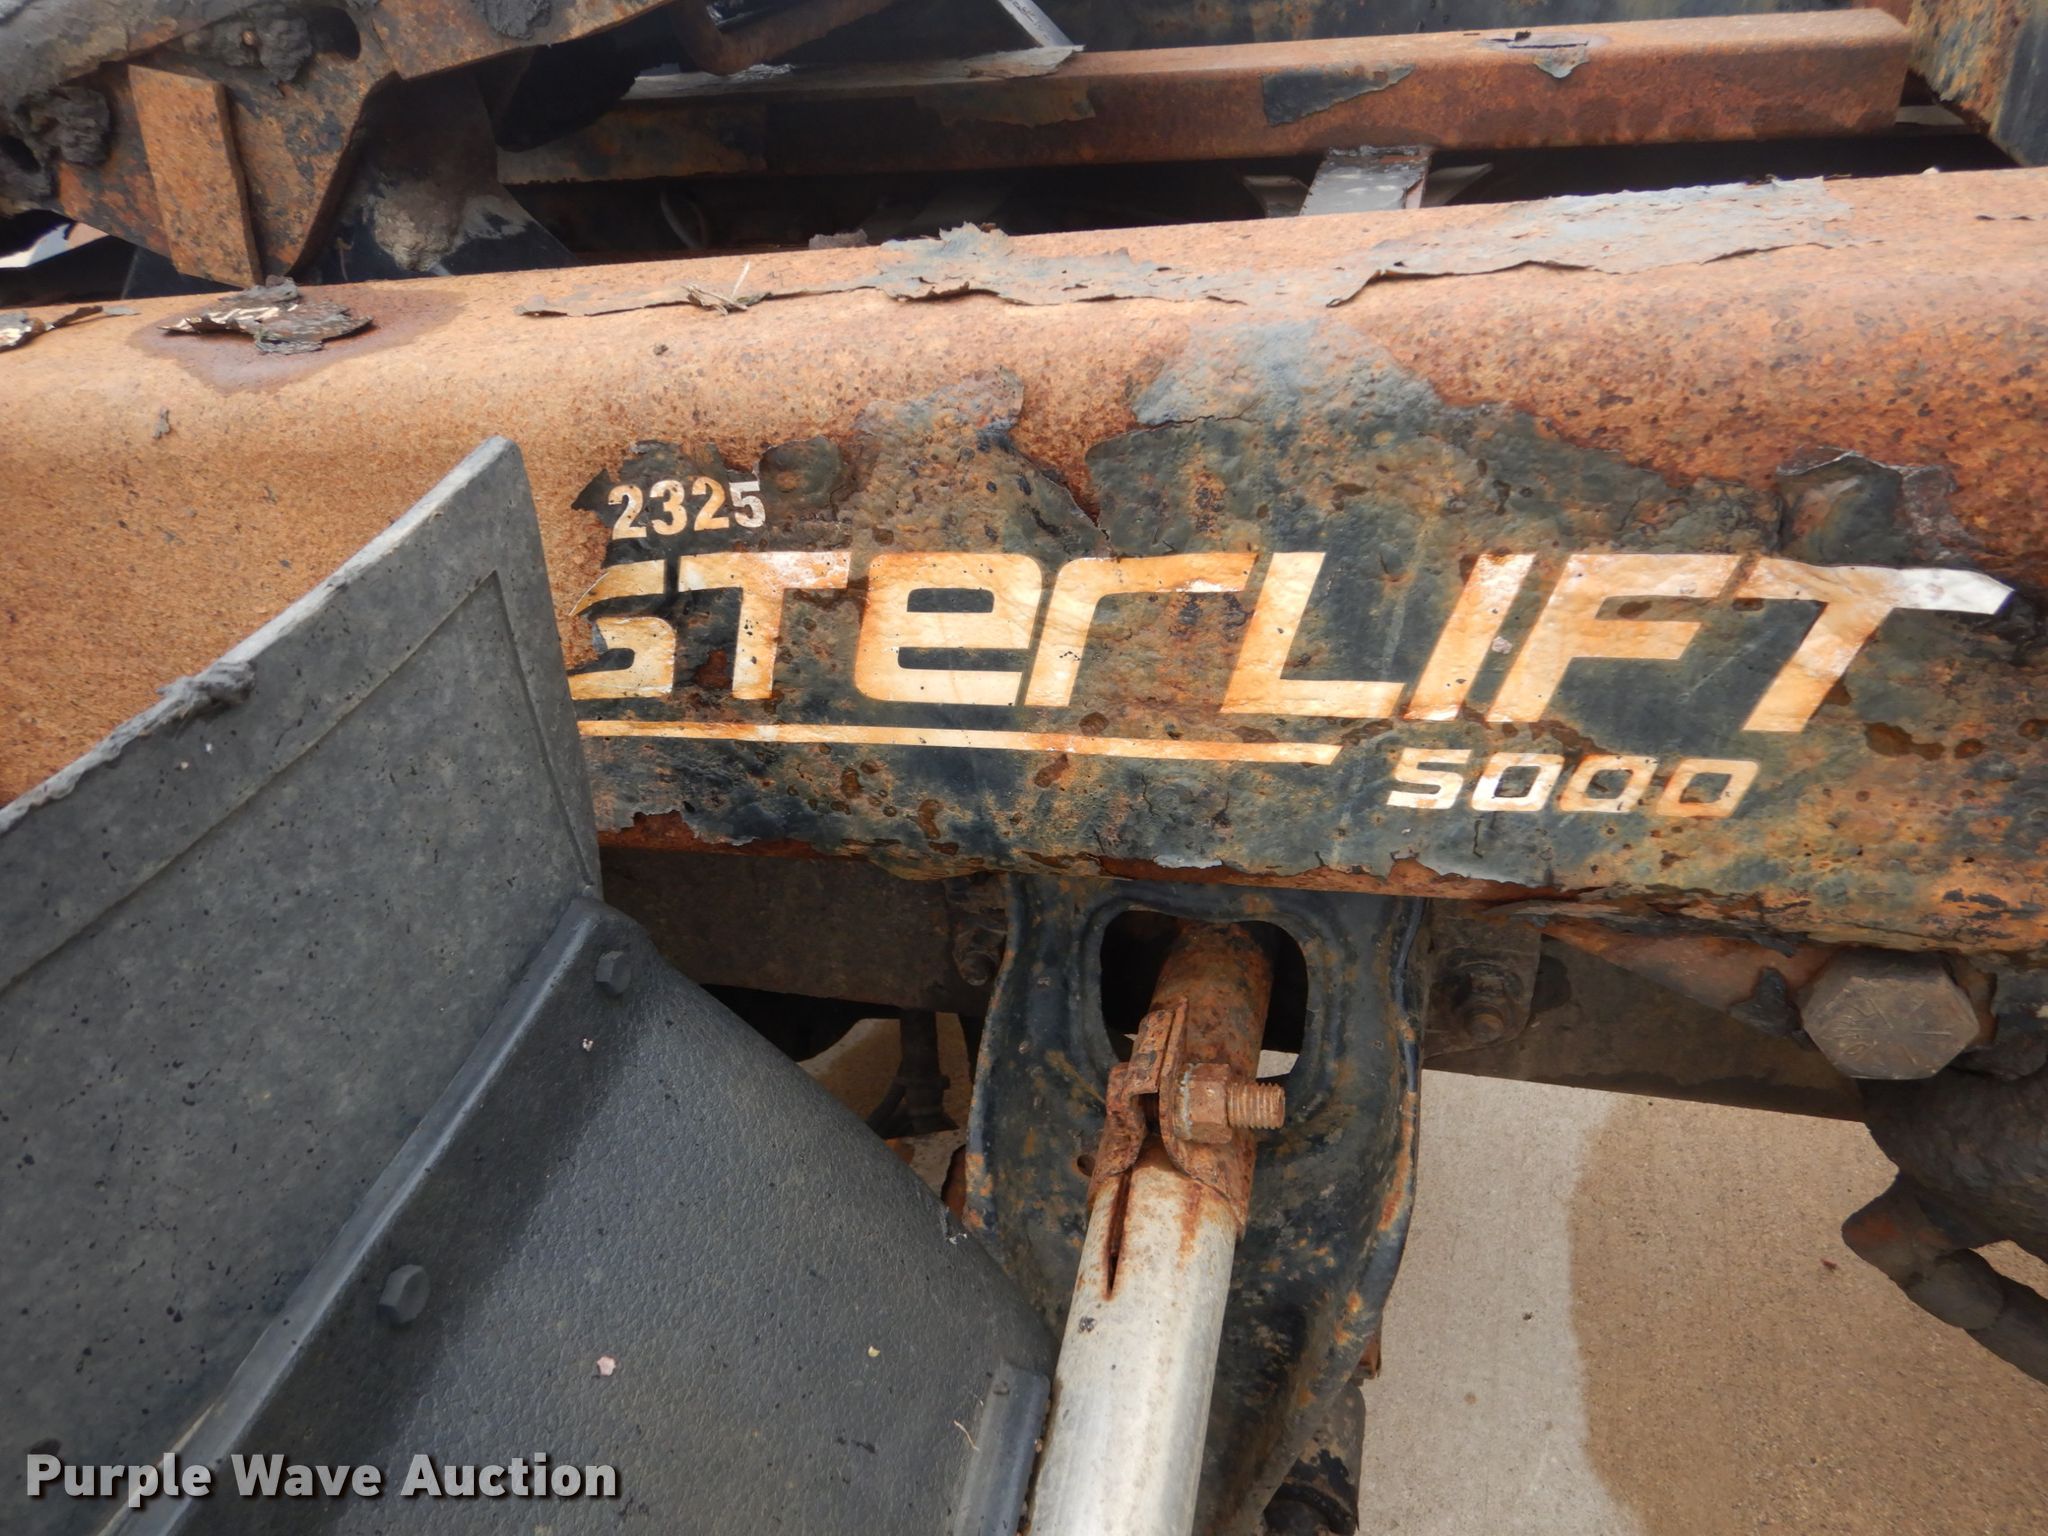 2325
STerLIFT
5000
Purple Wave Auction